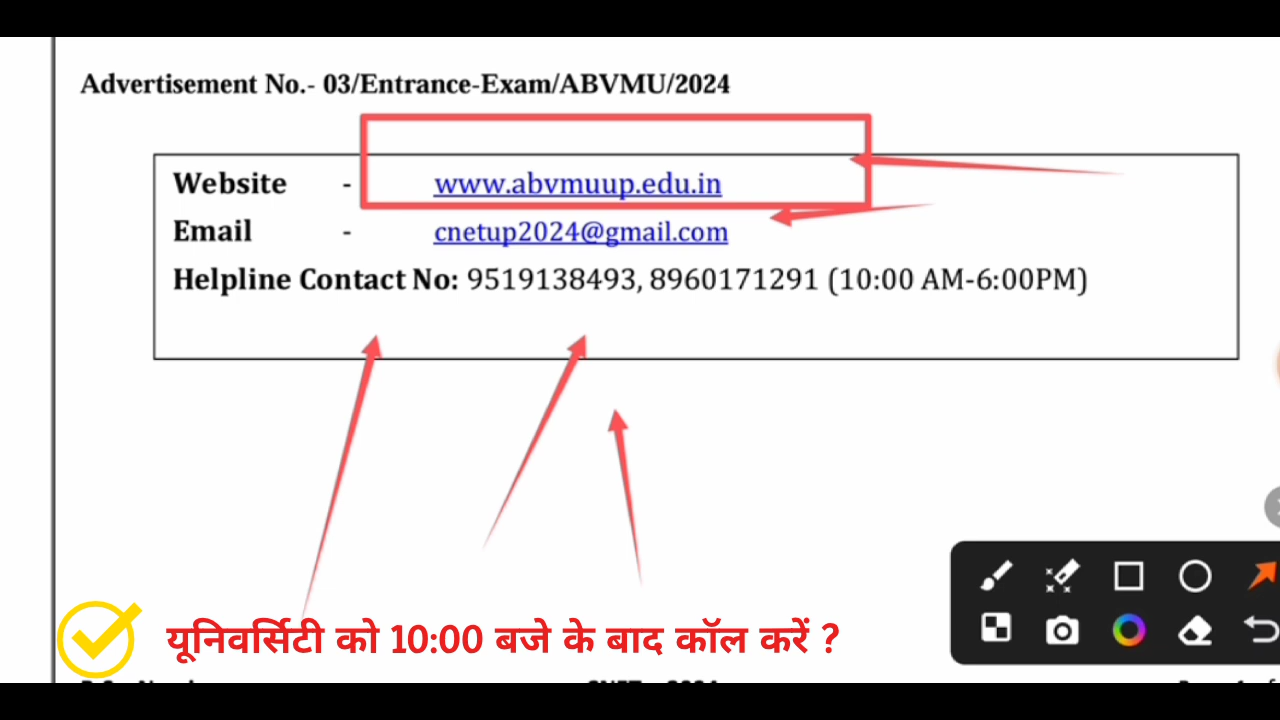 Advertisement No.- 03/Entrance-Exam/ABVMU/2024
Website - www.abvmuup.edu.in
Email - cnetup2024@gmail.com
Helpline Contact No: 9519138493, 8960171291 (10:00 AM-6:00PM)
यूनिवर्सिटी को 10:00 बजे के बाद कॉल करें ?